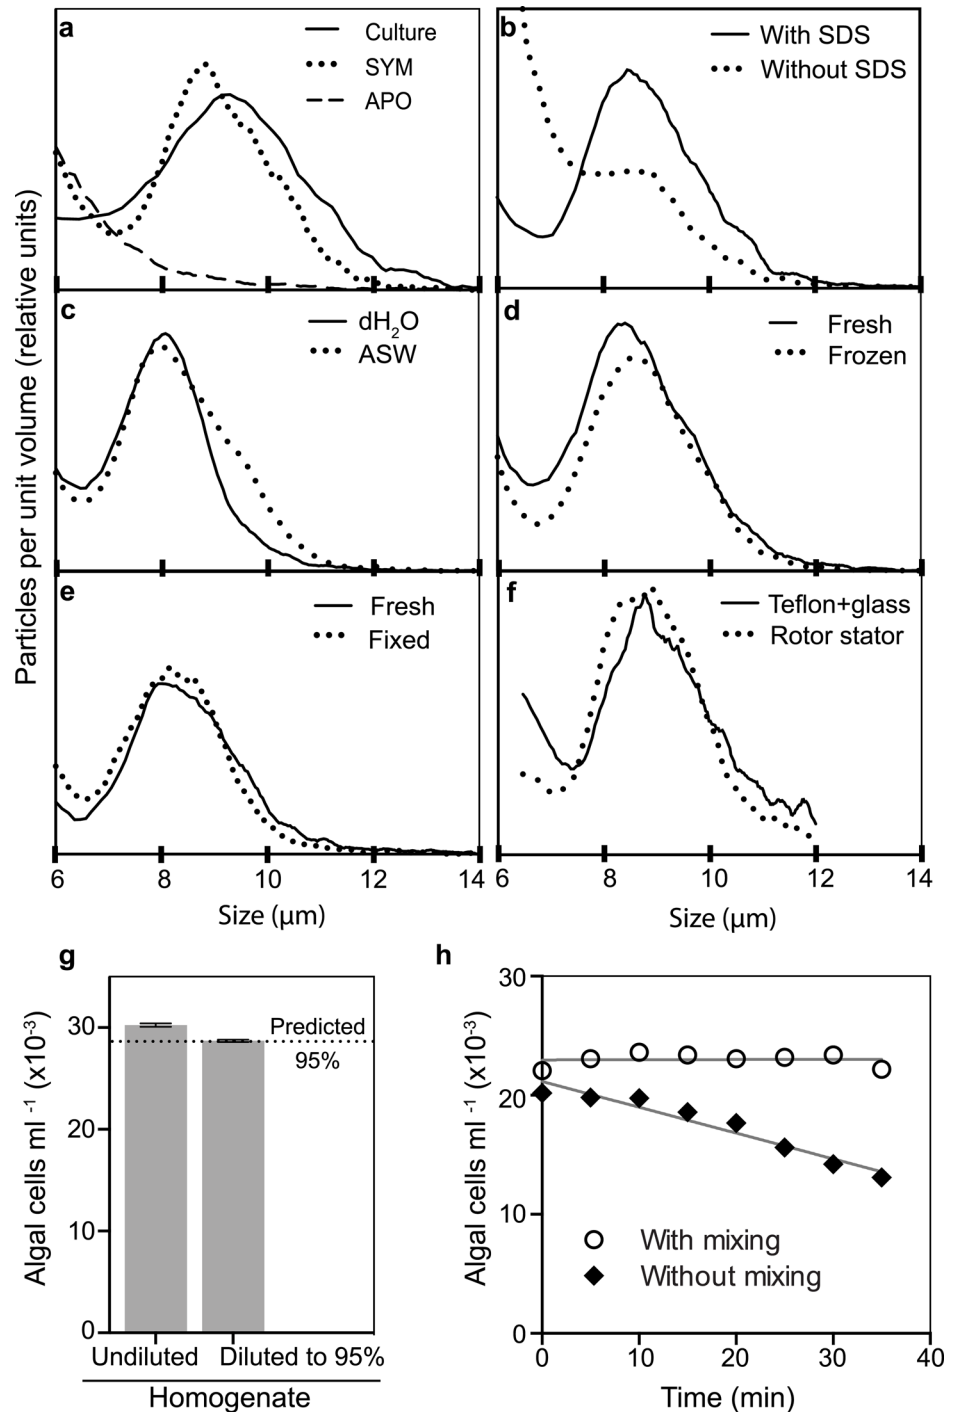 Particles per unit volume (relative units)
a
Culture
SYM
APO
b
With SDS
Without SDS
c
dH₂O
ASW
d
Fresh
Frozen
e
Fresh
Fixed
f
Teflon+glass
Rotor stator
6 8 10 12 14
6 8 10 12 14
Size (µm)
Size (µm)
g
Algal cells ml ⁻¹ (x10⁻³)
30
20
10
0
Predicted
95%
Undiluted Diluted to 95%
Homogenate
h
Algal cells ml ⁻¹ (x10⁻³)
30
20
10
0
With mixing
Without mixing
0 10 20 30 40
Time (min)